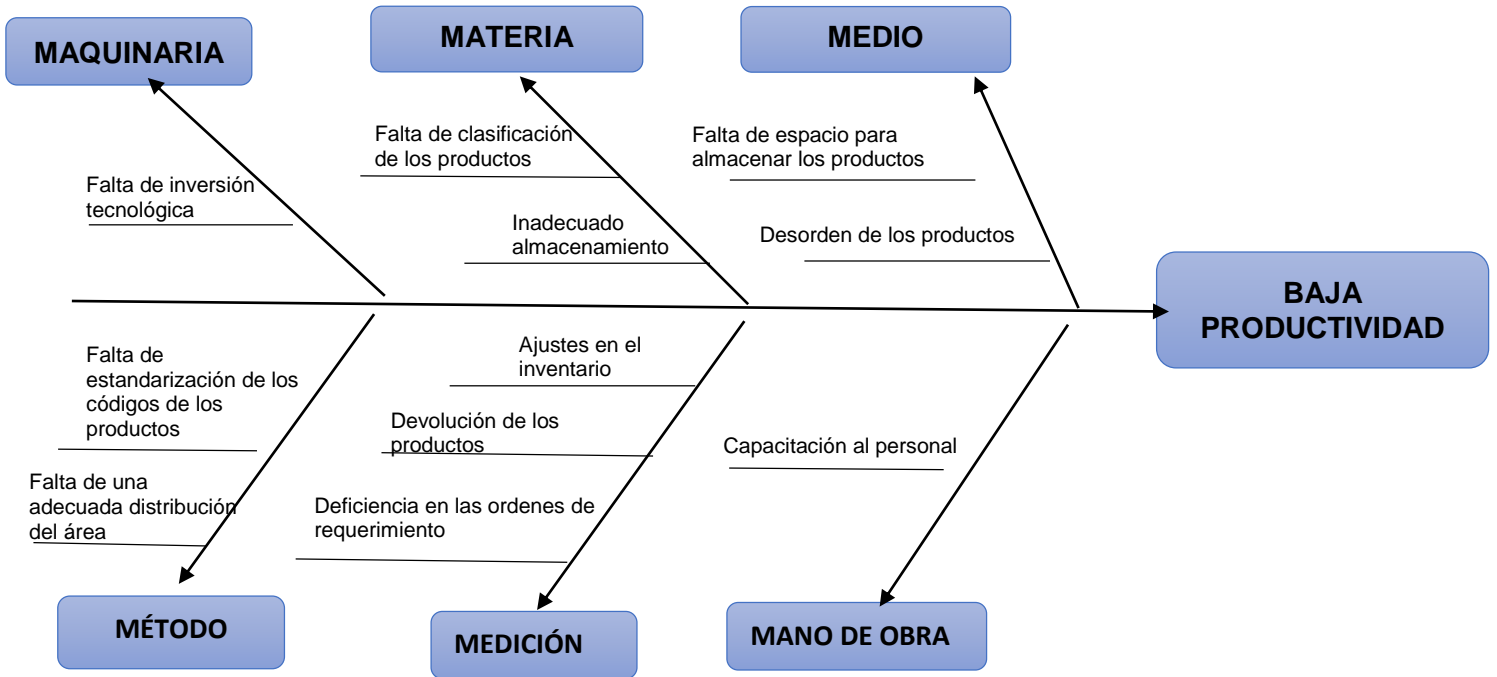 MAQUINARIA
MATERIA
MEDIO
Falta de inversión
tecnológica
Falta de clasificación
de los productos
Inadecuado
almacenamiento
Falta de espacio para
almacenar los productos
Desorden de los productos
BAJA
PRODUCTIVIDAD
Falta de
estandarización de los
códigos de los
productos
Falta de una
adecuada distribución
del área
Ajustes en el
inventario
Devolución de los
productos
Deficiencia en las ordenes de
requerimiento
Capacitación al personal
MÉTODO
MEDICIÓN
MANO DE OBRA